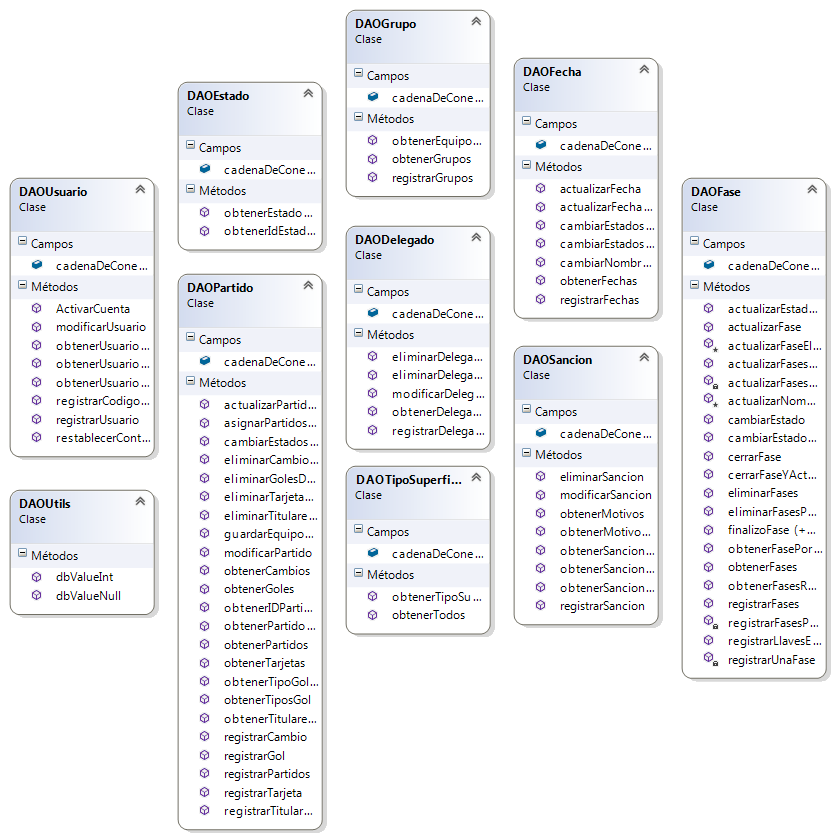 DAOUsuario
Clase
Campos
cadenaDeCone...
Métodos
ActivarCuenta
modificarUsuario
obtenerUsuario...
obtenerUsuario...
obtenerUsuario...
registrarCodigo...
registrarUsuario
restablecerCont...
DAOUtils
Clase
Métodos
dbValueInt
dbValueNull
DAOEstado
Clase
Campos
cadenaDeCone...
Métodos
obtenerEstado...
obtenerIdEstad...
DAOPartido
Clase
Campos
cadenaDeCone...
Métodos
actualizarPartid...
asignarPartidos...
cambiarEstados...
eliminarCambio...
eliminarGolesD...
eliminarTarjeta...
eliminarTitulare...
guardarEquipo...
modificarPartido
obtenerCambios
obtenerGoles
obtenerIDParti...
obtenerPartido...
obtenerPartidos
obtenerTarjetas
obtenerTipoGol...
obtenerTiposGol
obtenerTitulare...
registrarCambio
registrarGol
registrarPartidos
registrarTarjeta
registrarTitular...
DAOGrupo
Clase
Campos
cadenaDeCone...
Métodos
obtenerEquipo...
obtenerGrupos
registrarGrupos
DAODelegado
Clase
Campos
cadenaDeCone...
Métodos
eliminarDelega...
eliminarDelega...
modificarDeleg...
obtenerDelega...
registrarDelega...
DAOTipoSuperfi...
Clase
Campos
cadenaDeCone...
Métodos
obtenerTipoSu...
obtenerTodos
DAOFecha
Clase
Campos
cadenaDeCone...
Métodos
actualizarFecha
actualizarFecha...
cambiarEstados...
cambiarEstados...
cambiarNombr...
obtenerFechas
registrarFechas
DAOSancion
Clase
Campos
cadenaDeCone...
Métodos
eliminarSancion
modificarSancion
obtenerMotivos
obtenerMotivo...
obtenerSancion...
obtenerSancion...
obtenerSancion...
registrarSancion
DAOFase
Clase
Campos
cadenaDeCone...
Métodos
actualizarEstad...
actualizarFase
actualizarFaseEl...
actualizarFases...
actualizarFases...
actualizarNom...
cambiarEstado
cambiarEstado...
cerrarFase
cerrarFaseYAct...
eliminarFases
eliminarFasesP...
finalizoFase (+...
obtenerFasePor...
obtenerFases
obtenerFasesR...
registrarFases
registrarFasesP...
registrarLlavesE...
registrarUnaFase